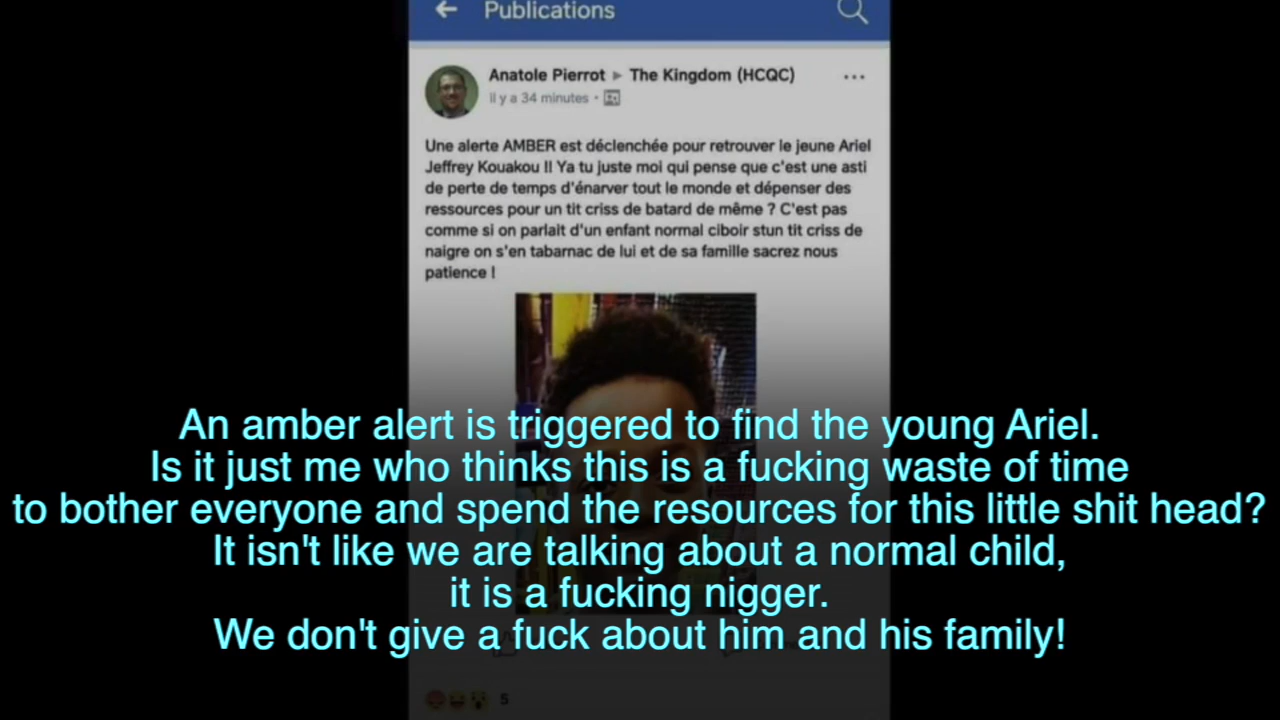 Publications
Anatole Pierrot ▸ The Kingdom (HCQC)
il y a 34 minutes ·
Une alerte AMBER est déclenchée pour retrouver le jeune Ariel
Jeffrey Kouakou !! Ya tu juste moi qui pense que c'est une asti
de perte de temps d'énarver tout le monde et dépenser des
ressources pour un tit criss de batard de même ? C'est pas
comme si on parlait d'un enfant normal ciboir stun tit criss de
naigre on s'en tabarnac de lui et de sa famille sacrez nous
patience !
An amber alert is triggered to find the young Ariel.
Is it just me who thinks this is a fucking waste of time
to bother everyone and spend the resources for this little shit head?
It isn't like we are talking about a normal child,
it is a fucking nigger.
We don't give a fuck about him and his family!
5